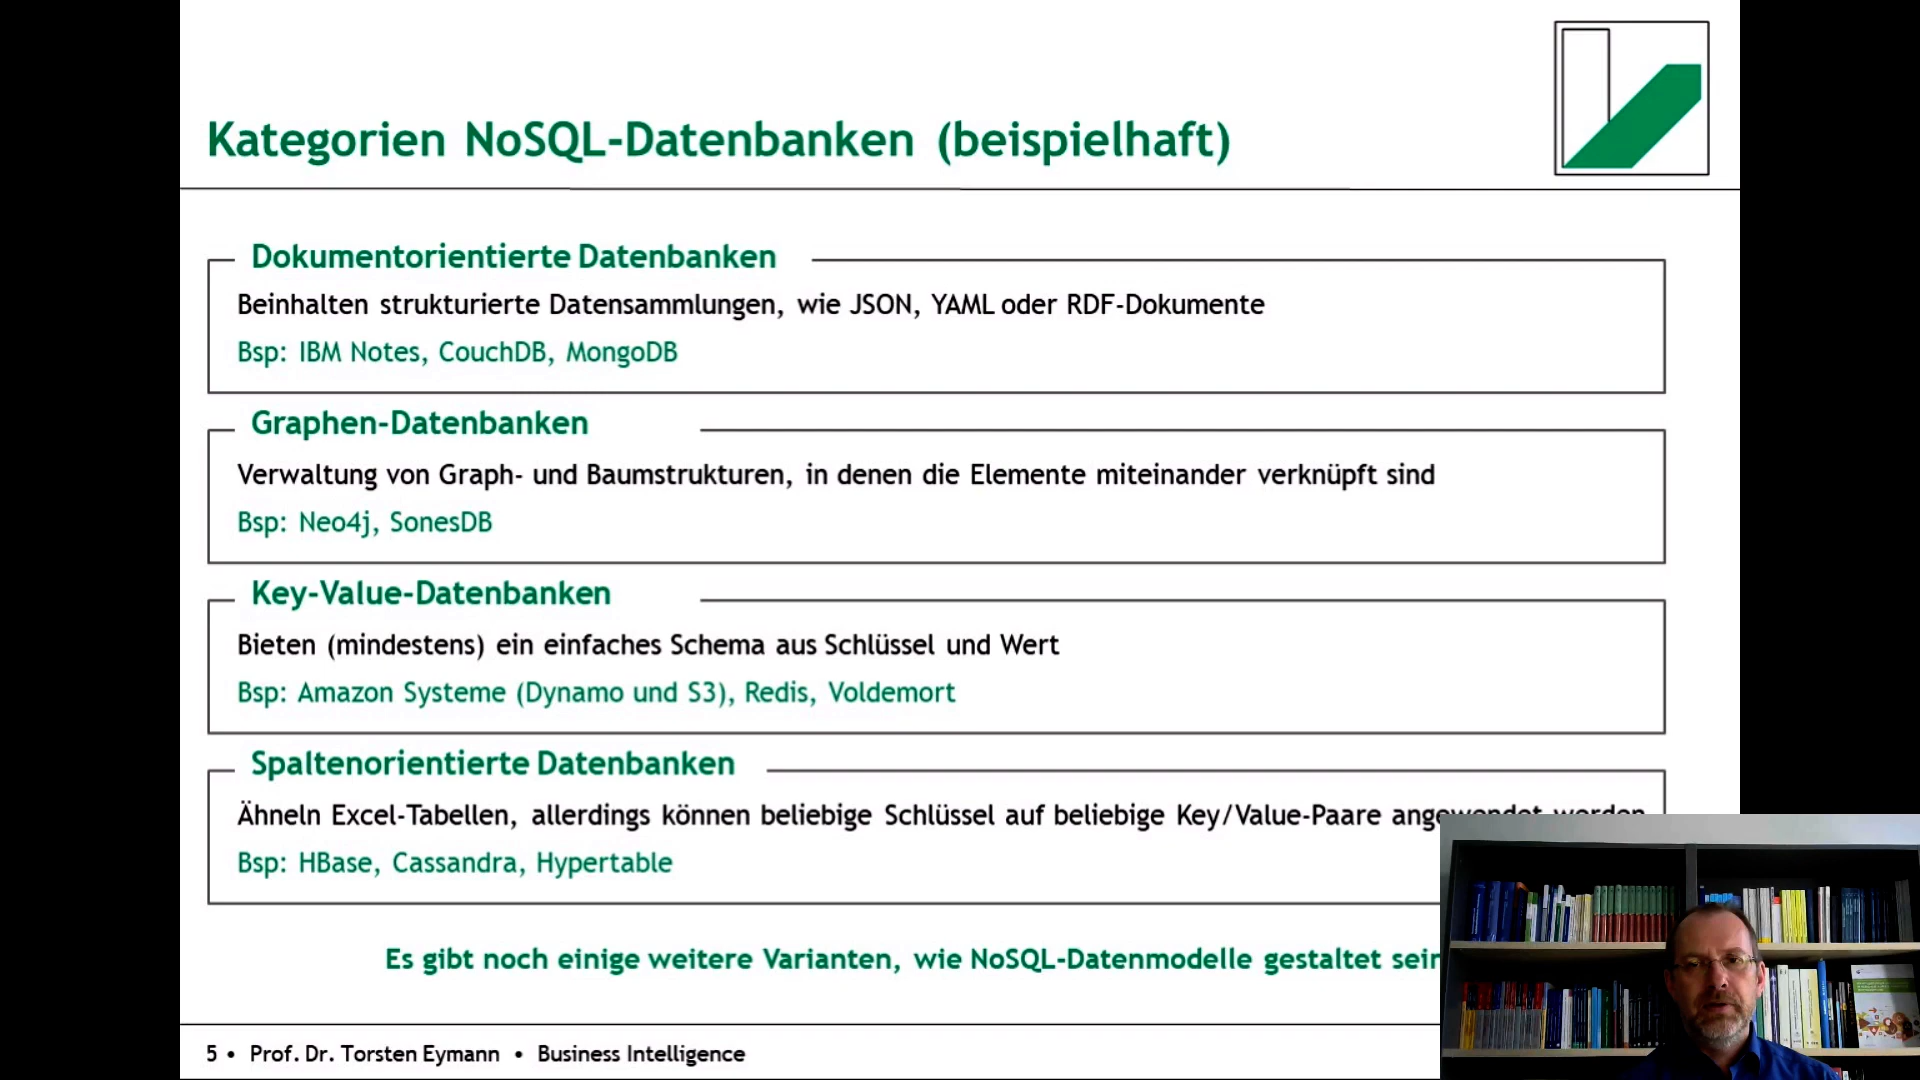 Kategorien NoSQL-Datenbanken (beispielhaft)
Dokumentorientierte Datenbanken
Beinhalten strukturierte Datensammlungen, wie JSON, YAML oder RDF-Dokumente
Bsp: IBM Notes, CouchDB, MongoDB
Graphen-Datenbanken
Verwaltung von Graph- und Baumstrukturen, in denen die Elemente miteinander verknüpft sind
Bsp: Neo4j, SonesDB
Key-Value-Datenbanken
Bieten (mindestens) ein einfaches Schema aus Schlüssel und Wert
Bsp: Amazon Systeme (Dynamo und S3), Redis, Voldemort
Spaltenorientierte Datenbanken
Ähneln Excel-Tabellen, allerdings können beliebige Schlüssel auf beliebige Key/Value-Paare angewendet werden
Bsp: HBase, Cassandra, Hypertable
Es gibt noch einige weitere Varianten, wie NoSQL-Datenmodelle gestaltet
5 • Prof. Dr. Torsten Eymann • Business Intelligence